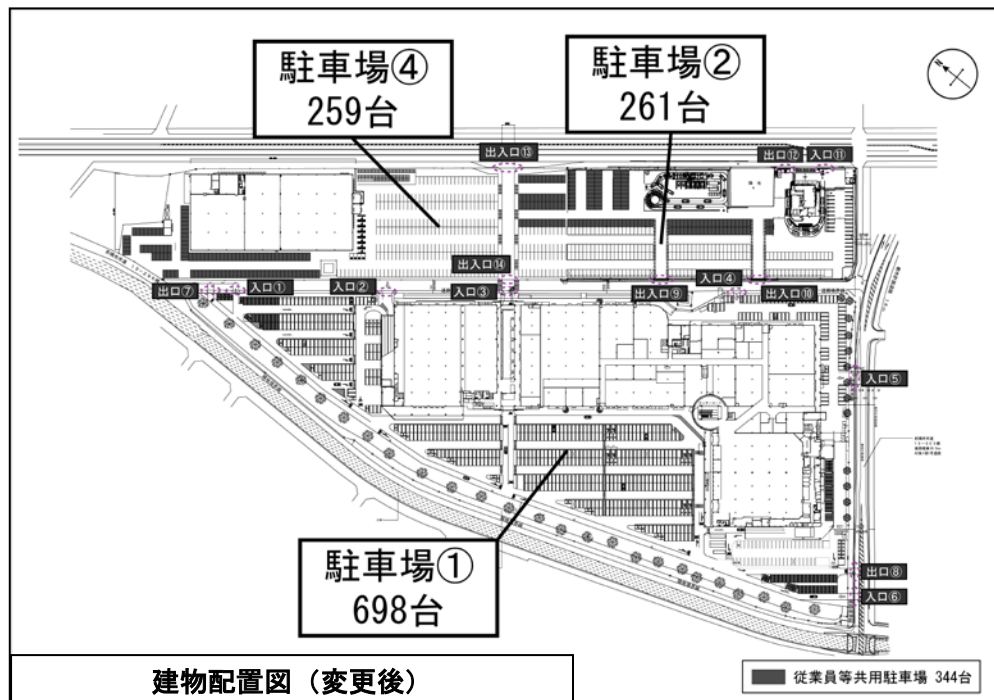 駐車場④
259台
駐車場②
261台
出入口⑬
出口⑫
入口⑪
出入口⑭
出口⑦
入口①
入口②
入口③
出入口⑨
入口④
出入口⑩
入口⑤
駐車場①
698台
出口⑧
入口⑥
建物配置図（変更後）
従業員等共用駐車場 344台